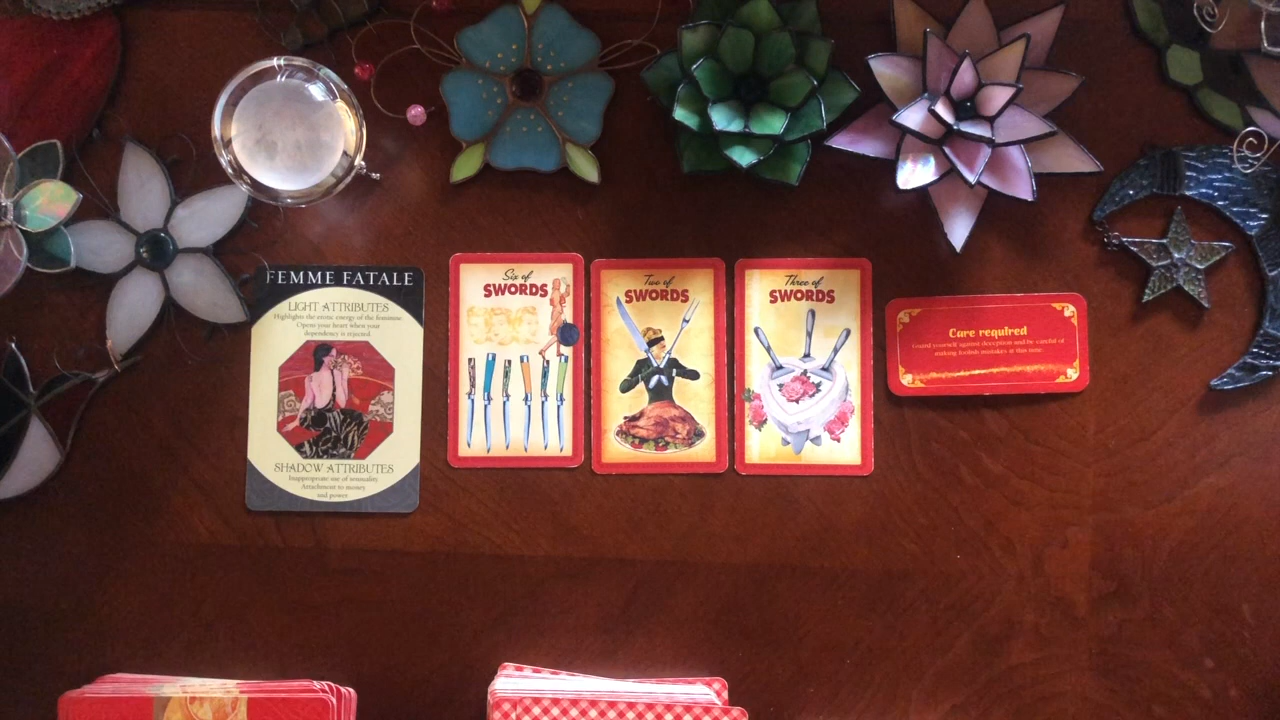 FEMME FATALE
LIGHT ATTRIBUTES
Highlights the erotic energy of the feminine.
Opens your heart when your
dependency is rejected.
SHADOW ATTRIBUTES
Inappropriate use of sensuality
Attachment to money
and power
Six of
SWORDS
Two of
SWORDS
Three of
SWORDS
Care required
Guard yourself against deception and be careful of
making foolish mistakes at this time.